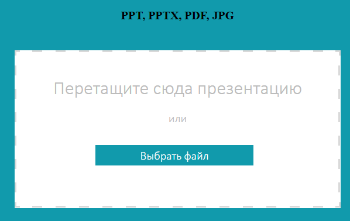 PPT, PPTX, PDF, JPG
Перетащите сюда презентацию
или
Выбрать файл